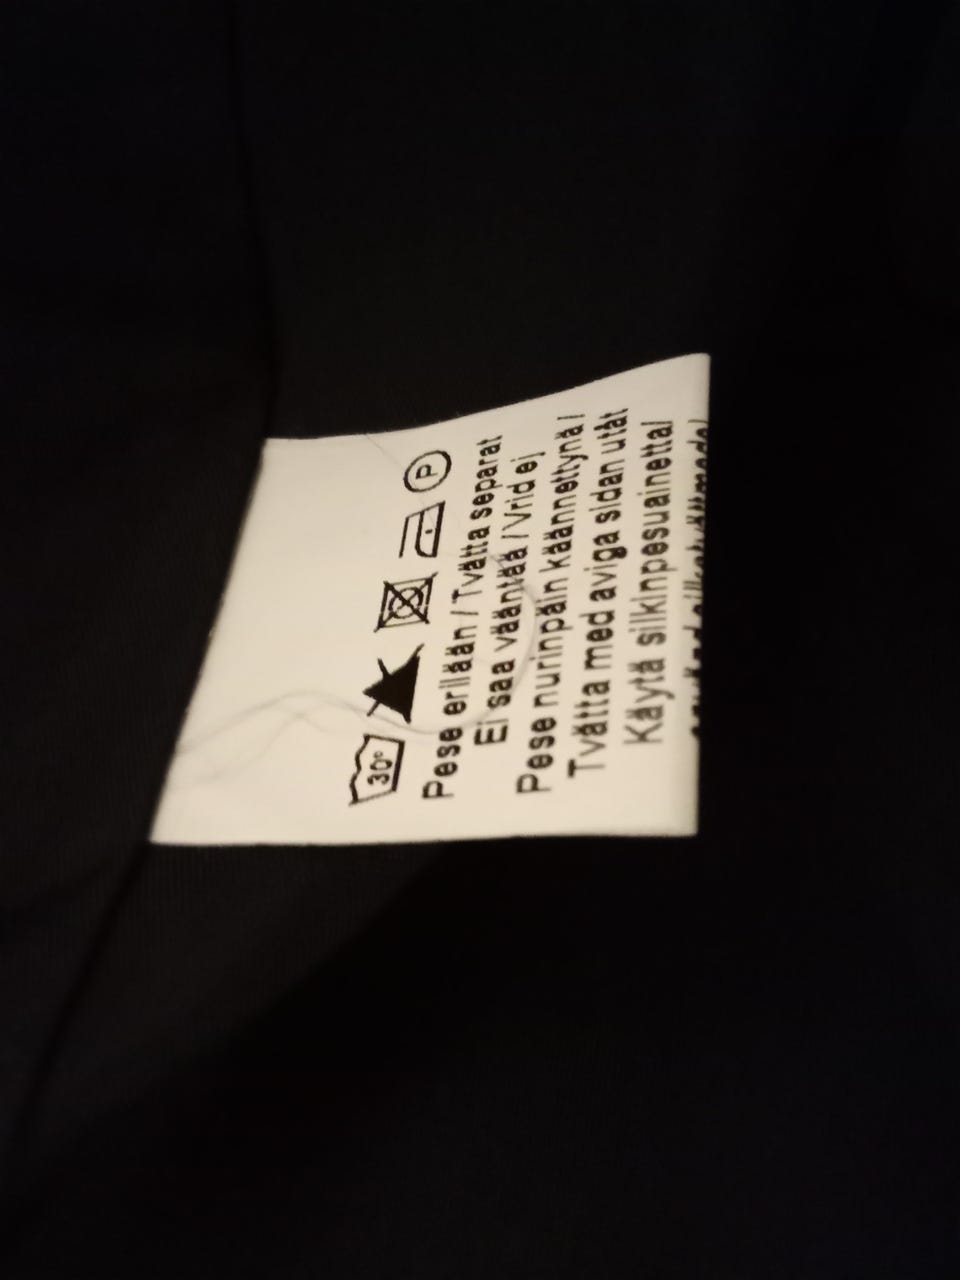 30° P
Pese erillään / Tvätta separat
Ei saa vääntää / Vrid ej
Pese nurinpäin käännettynä /
Tvätta med aviga sidan utåt
Käytä silkinpesuainetta/